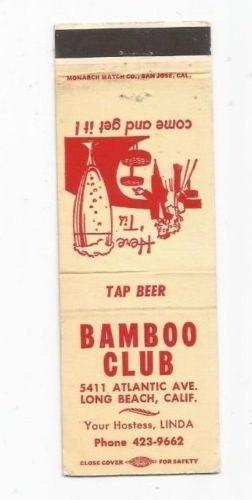 MONARCH MATCH CO., SAN JOSE, CAL.
Here
'Tis
come and get it!
TAP BEER
BAMBOO
CLUB
5411 ATLANTIC AVE.
LONG BEACH, CALIF.
Your Hostess, LINDA
Phone 423-9662
CLOSE COVER FOR SAFETY